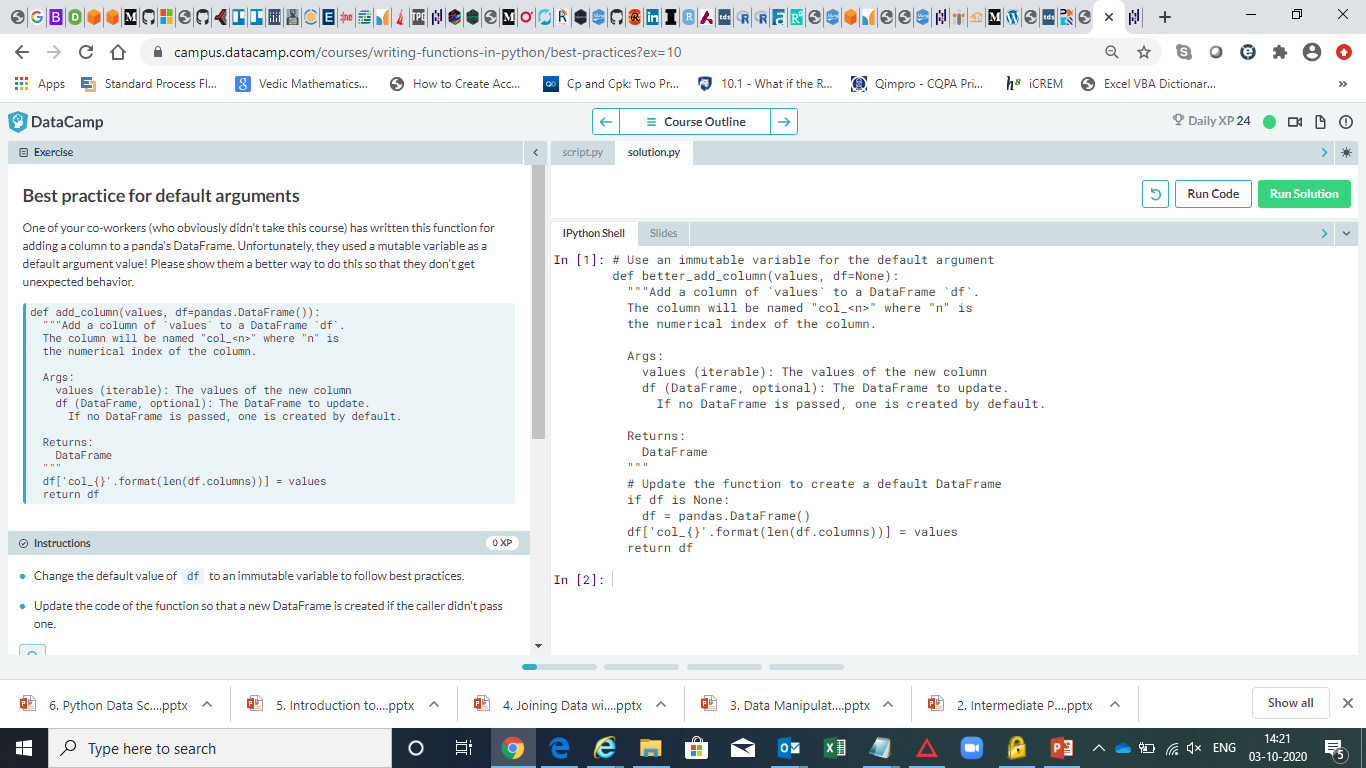 campus.datacamp.com/courses/writing-functions-in-python/best-practices?ex=10
Apps
Standard Process Fl...
Vedic Mathematics...
How to Create Acc...
Cp and Cpk: Two Pr...
10.1 - What if the R...
Qimpro - CQPA Pri...
iCREM
Excel VBA Dictionar...
»
DataCamp
Course Outline
Daily XP 24
Exercise
Best practice for default arguments
One of your co-workers (who obviously didn't take this course) has written this function for
adding a column to a panda's DataFrame. Unfortunately, they used a mutable variable as a
default argument value! Please show them a better way to do this so that they don't get
unexpected behavior.
def add_column(values, df=pandas.DataFrame()):
"""Add a column of `values` to a DataFrame `df`.
The column will be named "col_<n>" where "n" is
the numerical index of the column.
Args:
values (iterable): The values of the new column
df (DataFrame, optional): The DataFrame to update.
If no DataFrame is passed, one is created by default.
Returns:
DataFrame
"""
df['col_{}'.format(len(df.columns))] = values
return df
Instructions
0 XP
Change the default value of df to an immutable variable to follow best practices.
Update the code of the function so that a new DataFrame is created if the caller didn't pass
one.
script.py
solution.py
Run Code
Run Solution
IPython Shell
Slides
In [1]: # Use an immutable variable for the default argument
def better_add_column(values, df=None):
"""Add a column of `values` to a DataFrame `df`.
The column will be named "col_<n>" where "n" is
the numerical index of the column.
Args:
values (iterable): The values of the new column
df (DataFrame, optional): The DataFrame to update.
If no DataFrame is passed, one is created by default.
Returns:
DataFrame
"""
# Update the function to create a default DataFrame
if df is None:
df = pandas.DataFrame()
df['col_{}'.format(len(df.columns))] = values
return df
In [2]:
6. Python Data Sc....pptx
5. Introduction to....pptx
4. Joining Data wi....pptx
3. Data Manipulat....pptx
2. Intermediate P....pptx
Show all
Type here to search
ENG
14:21
03-10-2020
5